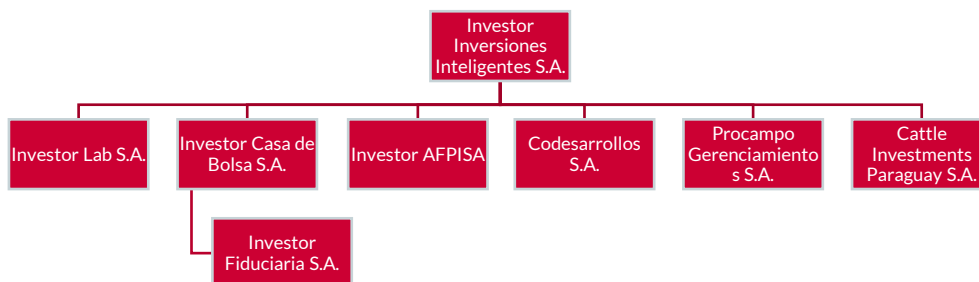 Investor
Inversiones
Inteligentes S.A.
Investor Lab S.A.
Investor Casa de
Bolsa S.A.
Investor AFPISA
Codesarrollos
S.A.
Procampo
Gerenciamiento
s S.A.
Cattle
Investments
Paraguay S.A.
Investor
Fiduciaria S.A.